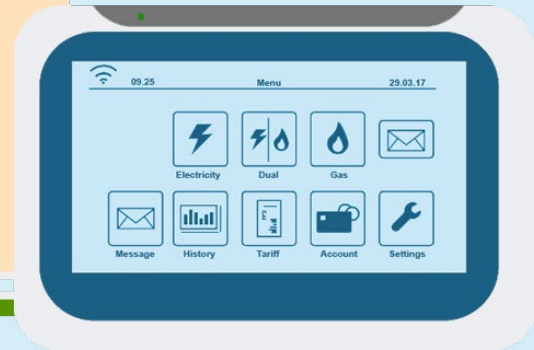 09.25 Menu 29.03.17
Electricity Dual Gas
Message History Tariff Account Settings